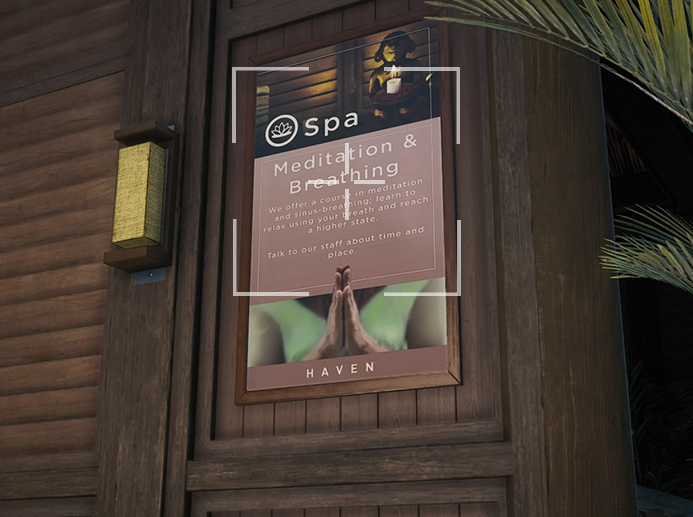 Spa
Meditation &
Breathing
We offer a course in meditation
and sinus-breathing; learn to
relax using your breath and reach
a higher state.
Talk to our staff about time and
place.
HAVEN